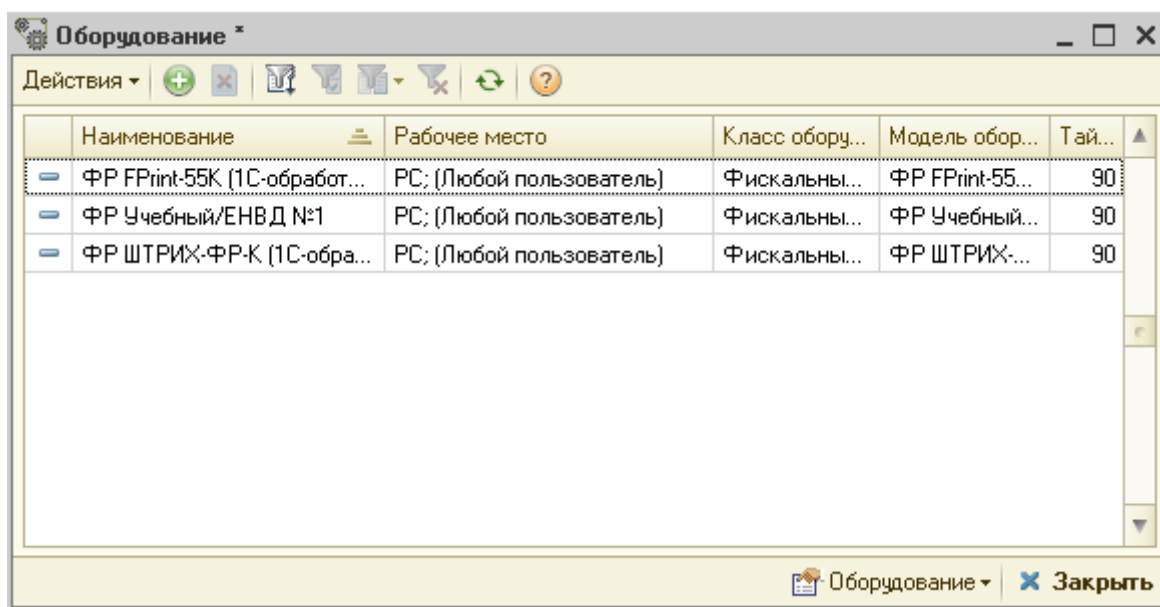 Оборудование *
Действия
Наименование Рабочее место Класс обору... Модель обор... Тай...
ФР FPrint-55K (1С-обработ... РС; (Любой пользователь) Фискальны... ФР FPrint-55... 90
ФР Учебный/ЕНВД №1 РС; (Любой пользователь) Фискальны... ФР Учебный... 90
ФР ШТРИХ-ФР-К (1С-обра... РС; (Любой пользователь) Фискальны... ФР ШТРИХ-... 90
Оборудование Закрыть